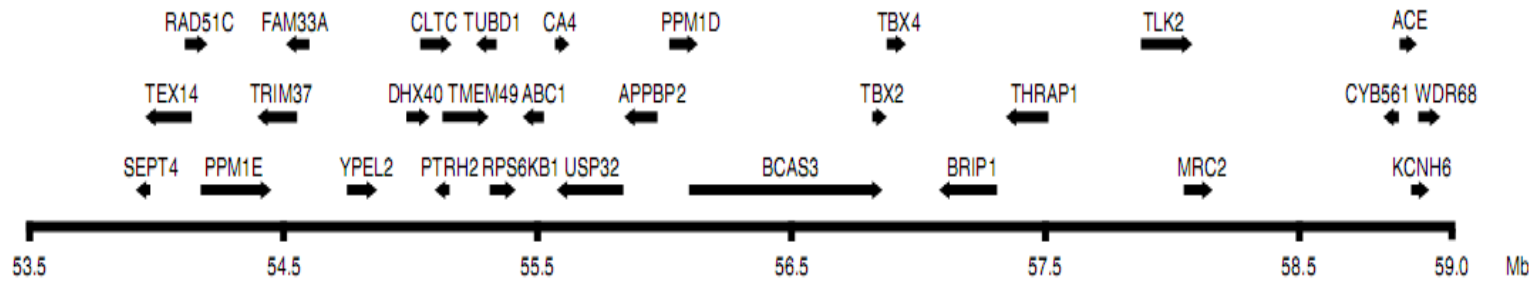 RAD51C FAM33A CLTC TUBD1 CA4 PPM1D TBX4 TLK2 ACE
TEX14 TRIM37 DHX40 TMEM49 ABC1 APPBP2 TBX2 THRAP1 CYB561 WDR68
SEPT4 PPM1E YPEL2 PTRH2 RPS6KB1 USP32 BCAS3 BRIP1 MRC2 KCNH6
53.5 54.5 55.5 56.5 57.5 58.5 59.0 Mb